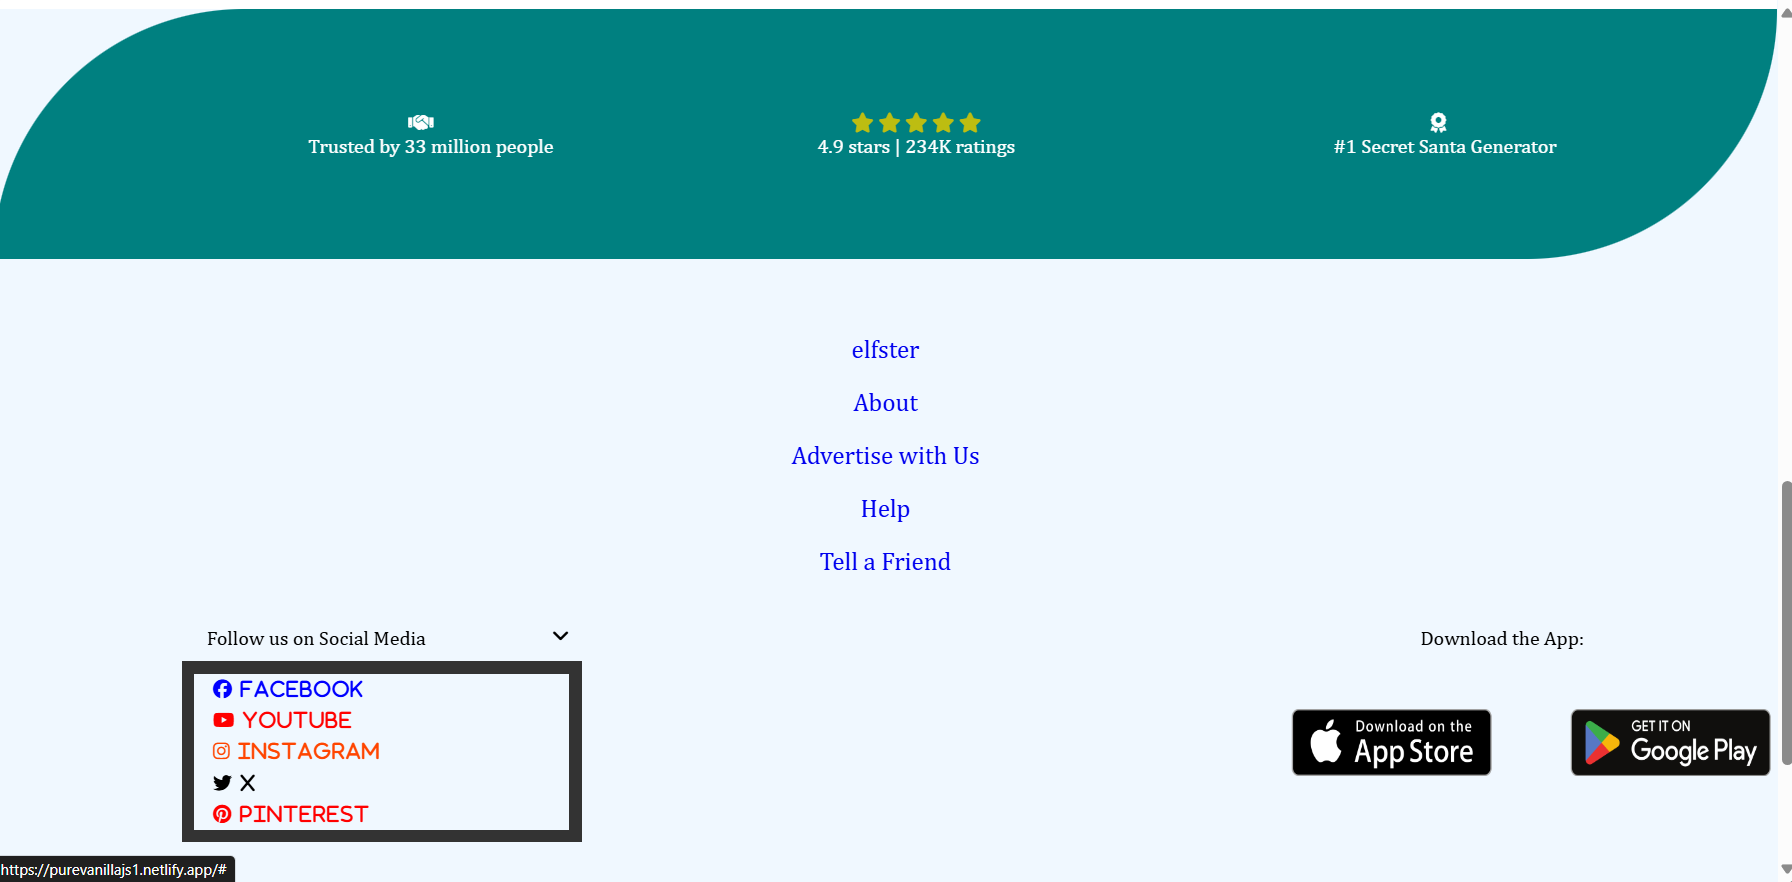 Trusted by 33 million people
4.9 stars | 234K ratings
#1 Secret Santa Generator
elfster
About
Advertise with Us
Help
Tell a Friend
Follow us on Social Media
FACEBOOK
YOUTUBE
INSTAGRAM
X
PINTEREST
Download the App:
Download on the
App Store
GET IT ON
Google Play
https://purevanillajs1.netlify.app/#